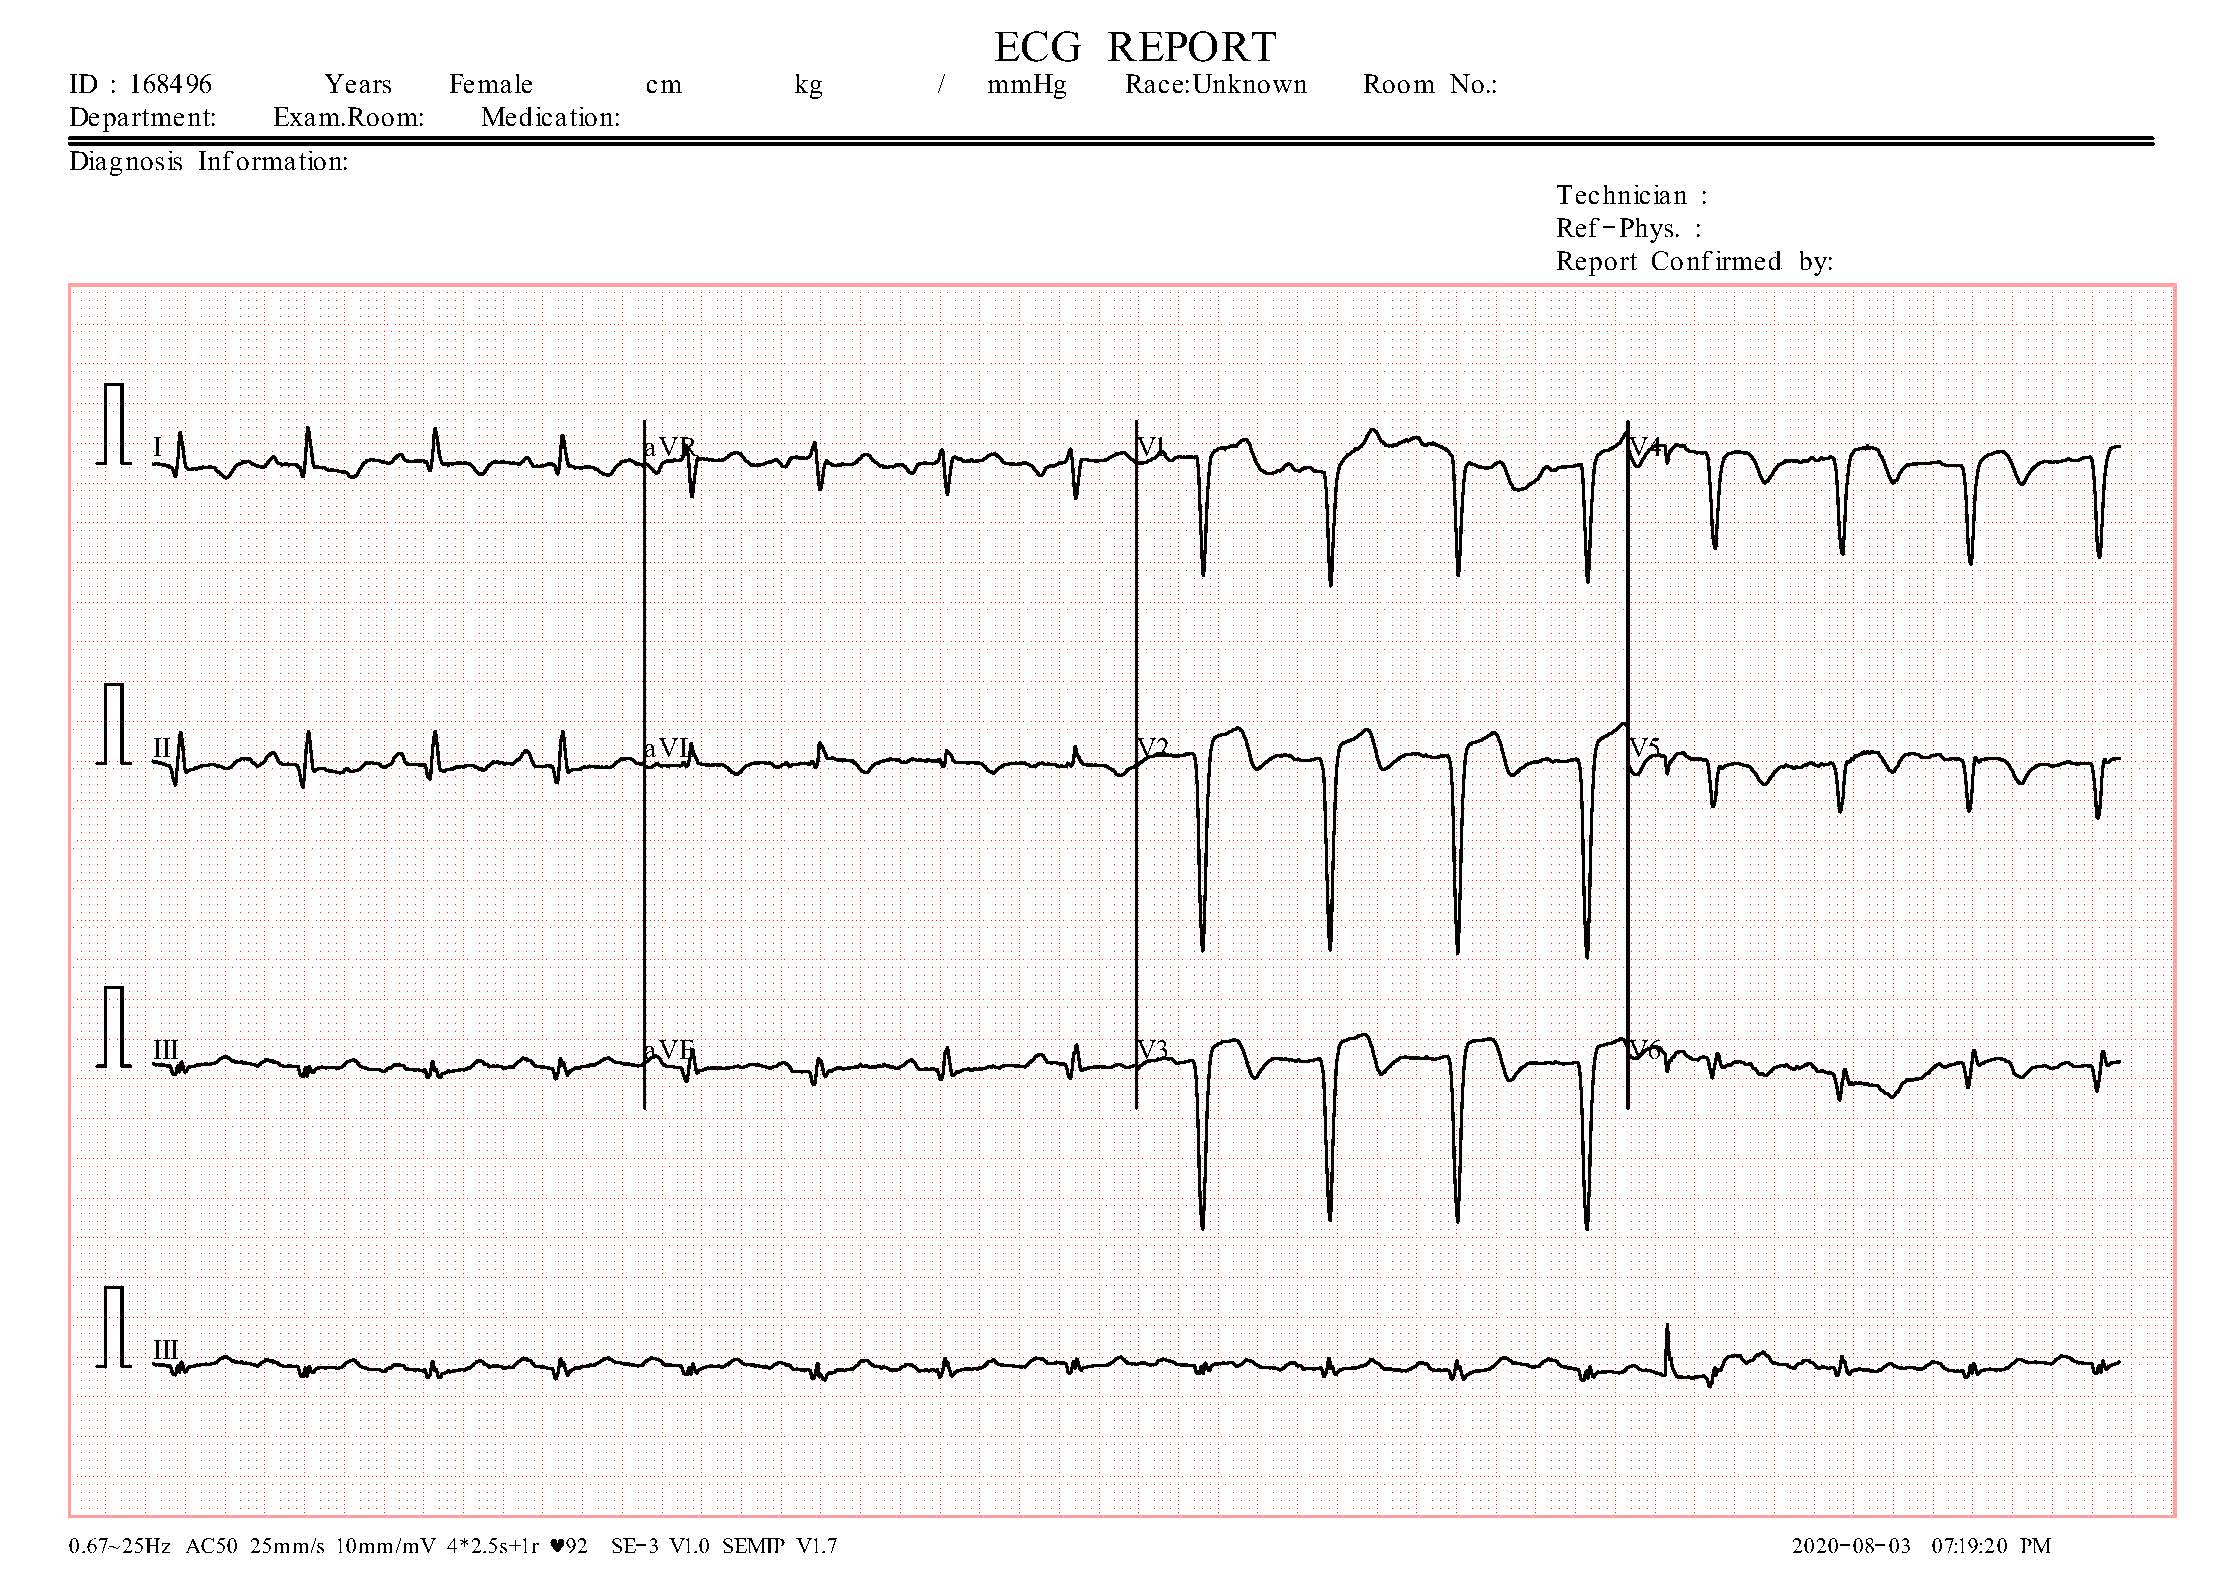 ECG REPORT
ID : 168496 Years Female cm kg / mmHg Race:Unknown Room No.:
Department: Exam.Room: Medication:
Diagnosis Information:
Technician :
Ref-Phys. :
Report Confirmed by:
I aVR V1 V4
II aVL V2 V5
III aVF V3 V6
III
0.67~25Hz AC50 25mm/s 10mm/mV 4*2.5s+1r ♥92 SE-3 V1.0 SEMIP V1.7 2020-08-03 07:19:20 PM